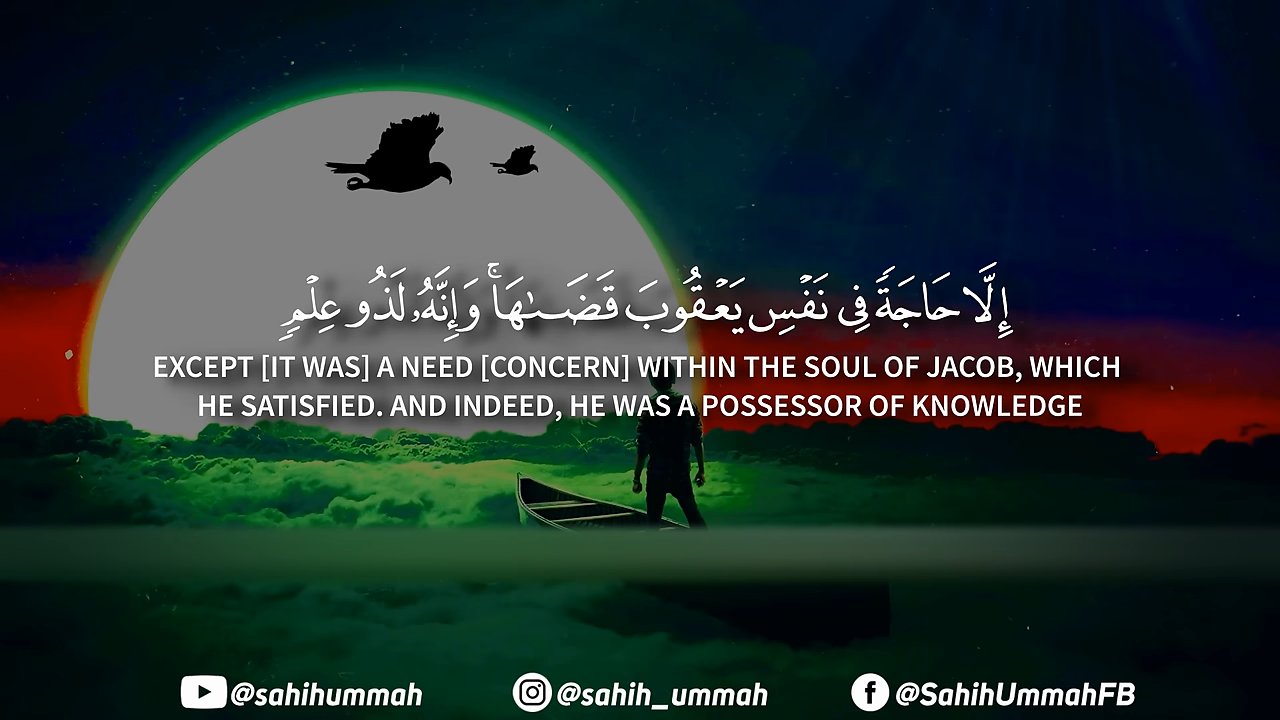 إِلَّا حَاجَةً فِى نَفْسِ يَعْقُوبَ قَضَىٰهَا ۚ وَإِنَّهُۥ لَذُو عِلْمٍ
EXCEPT [IT WAS] A NEED [CONCERN] WITHIN THE SOUL OF JACOB, WHICH
HE SATISFIED. AND INDEED, HE WAS A POSSESSOR OF KNOWLEDGE
@sahihummah @sahih_ummah @SahihUmmahFB